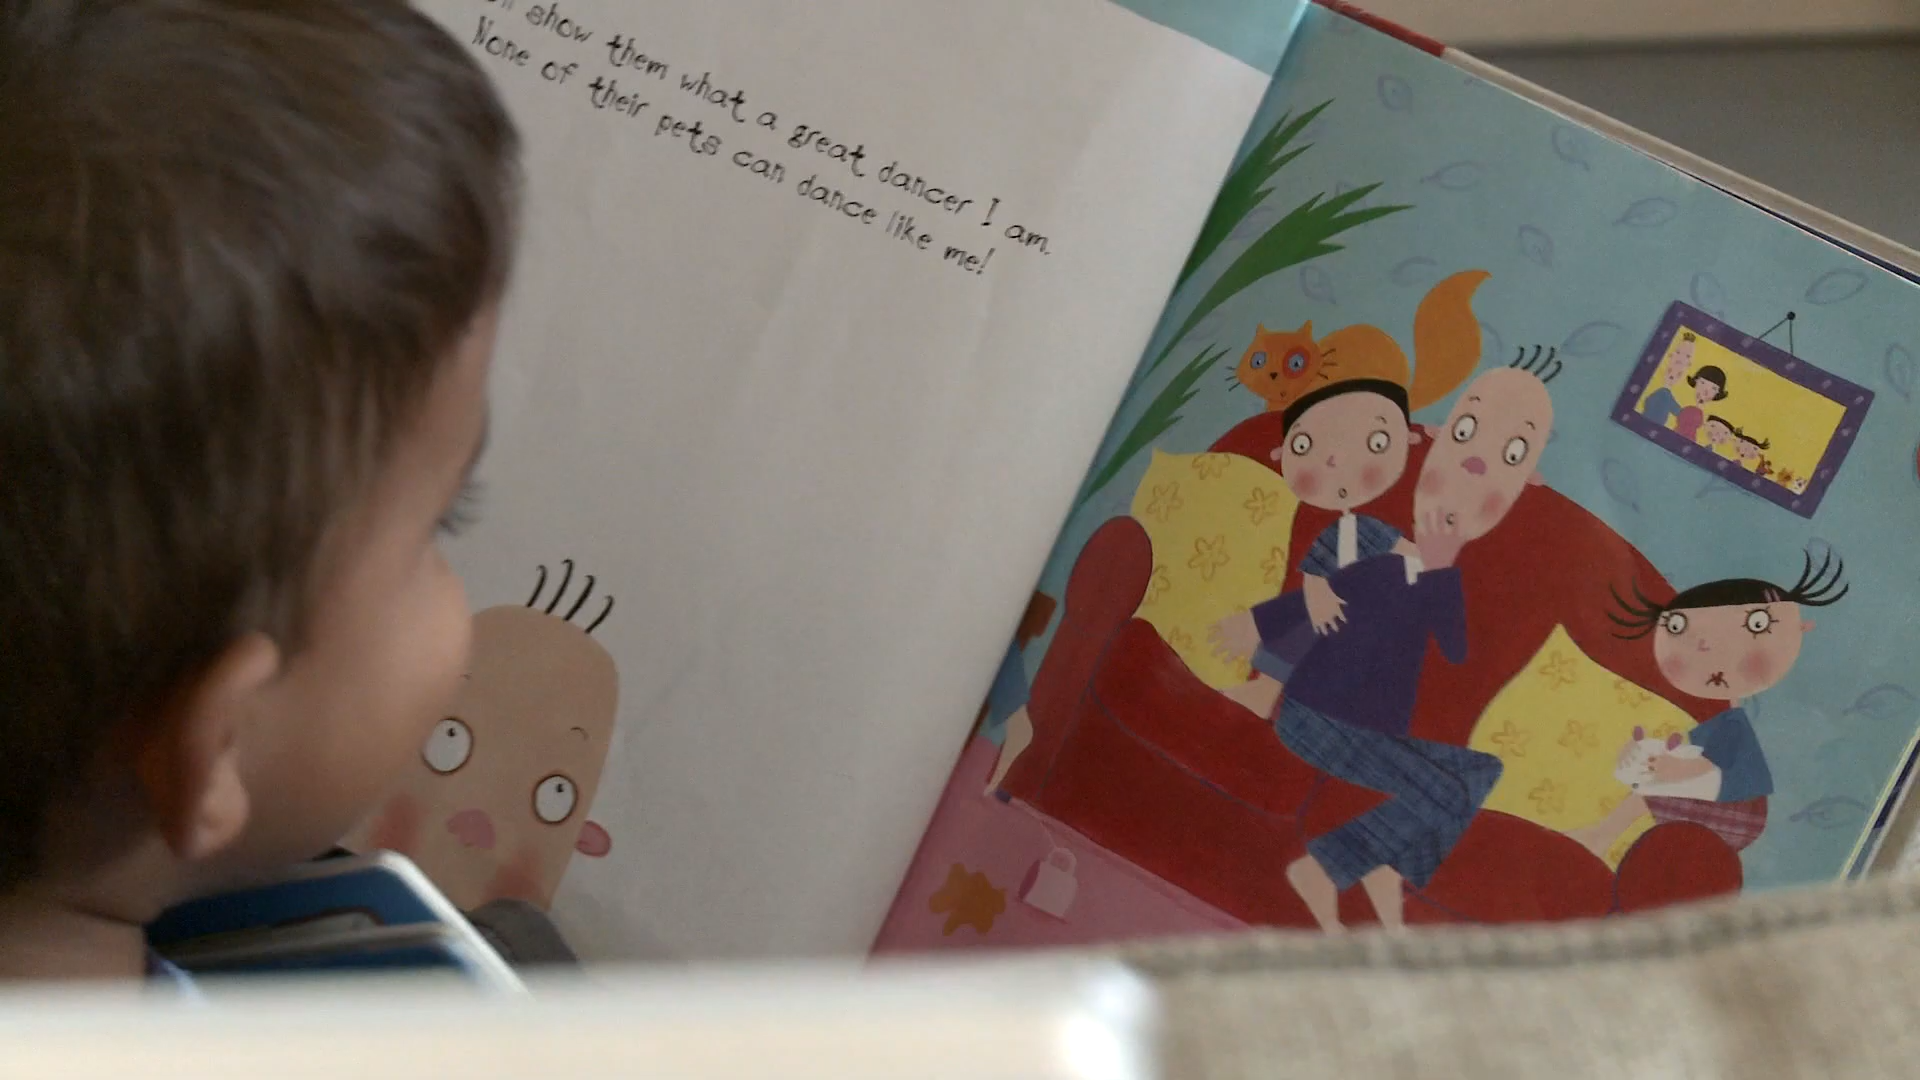 show them what a great dancer I am.
None of their pets can dance like me!